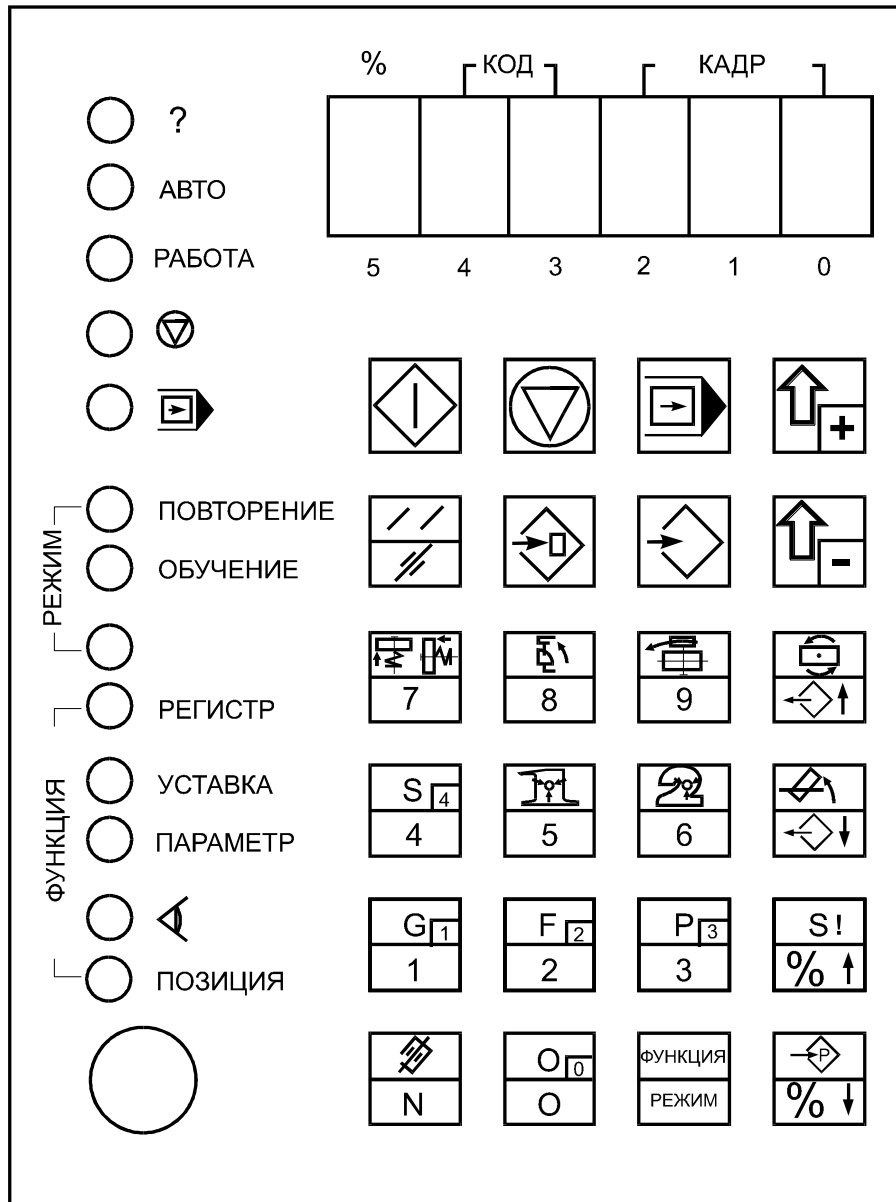 % КОД КАДР
?
АВТО
РАБОТА
5 4 3 2 1 0
+
РЕЖИМ
ПОВТОРЕНИЕ
ОБУЧЕНИЕ
-
7 8 9
ФУНКЦИЯ
РЕГИСТР
УСТАВКА
ПАРАМЕТР
S 4
4 5 6
G 1 F 2 P 3 S!
1 2 3 %
ПОЗИЦИЯ
O 0 ФУНКЦИЯ P
N O РЕЖИМ %